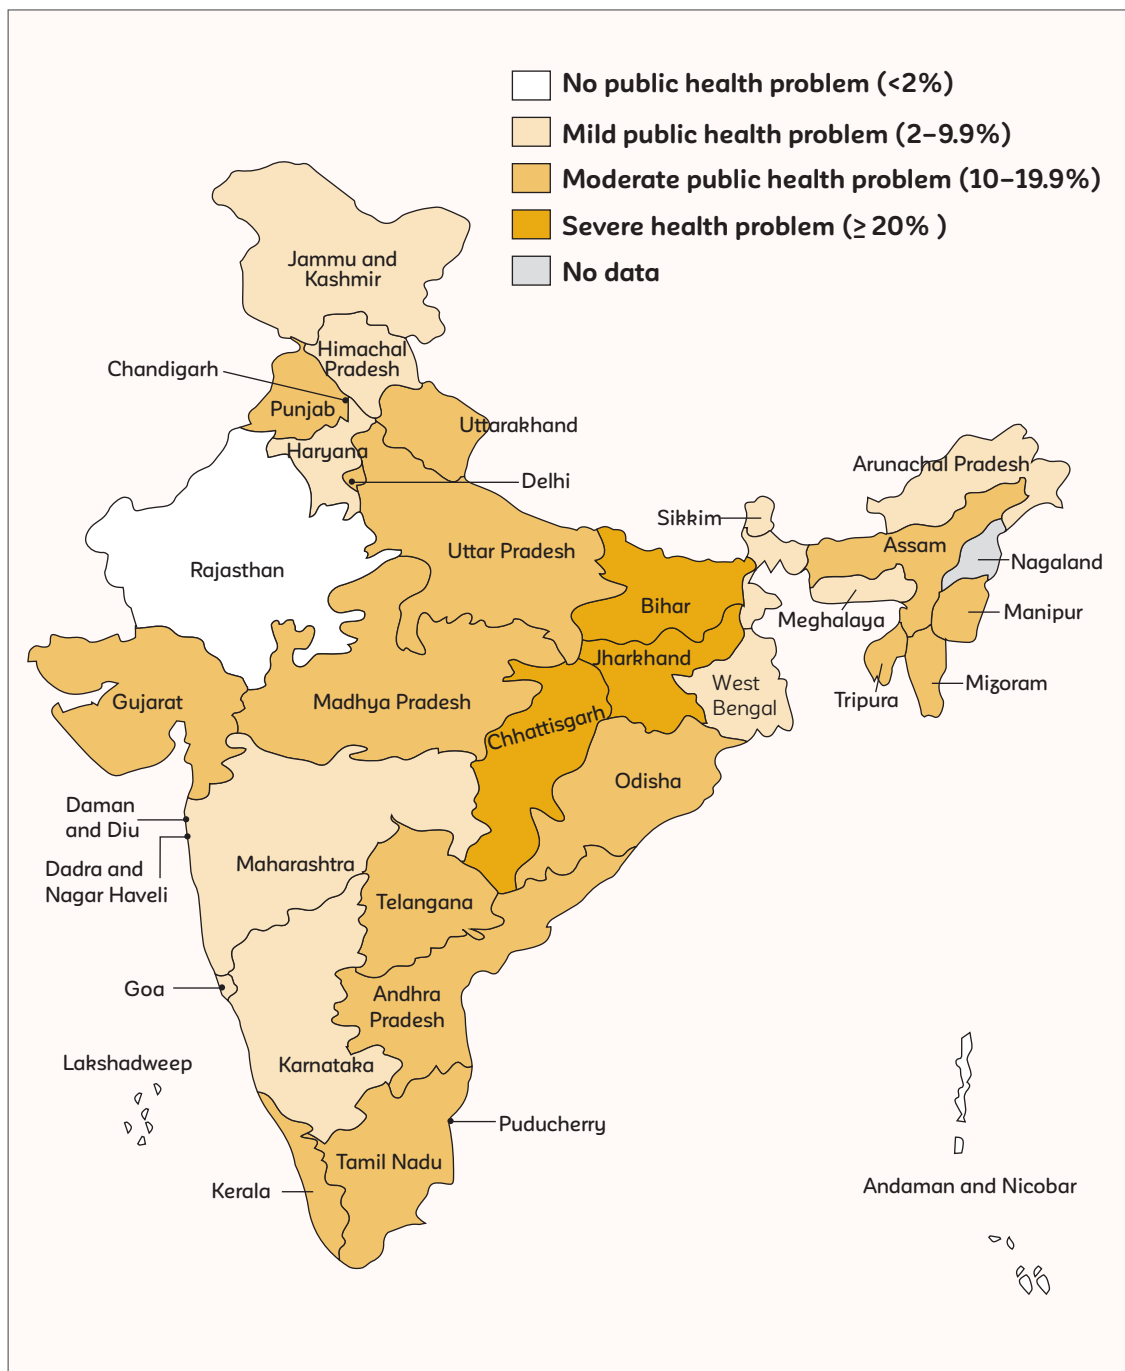 No public health problem (<2%)
Mild public health problem (2–9.9%)
Moderate public health problem (10–19.9%)
Severe health problem (≥ 20% )
No data
Jammu and
Kashmir
Himachal
Pradesh
Chandigarh
Punjab
Uttarakhand
Haryana
Delhi
Arunachal Pradesh
Sikkim
Assam
Nagaland
Uttar Pradesh
Rajasthan
Bihar
Meghalaya
Manipur
Jharkhand
Mizoram
Tripura
West
Bengal
Gujarat
Madhya Pradesh
Chhattisgarh
Odisha
Daman
and Diu
Dadra and
Nagar Haveli
Maharashtra
Telangana
Goa
Andhra
Pradesh
Lakshadweep
Karnataka
Puducherry
Tamil Nadu
Kerala
Andaman and Nicobar